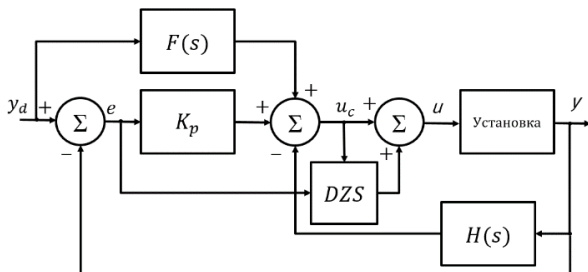 F(s)
y_d
+
Σ
−
e
K_p
+
+
Σ
−
u_c
+
Σ
+
u
Установка
y
DZS
H(s)